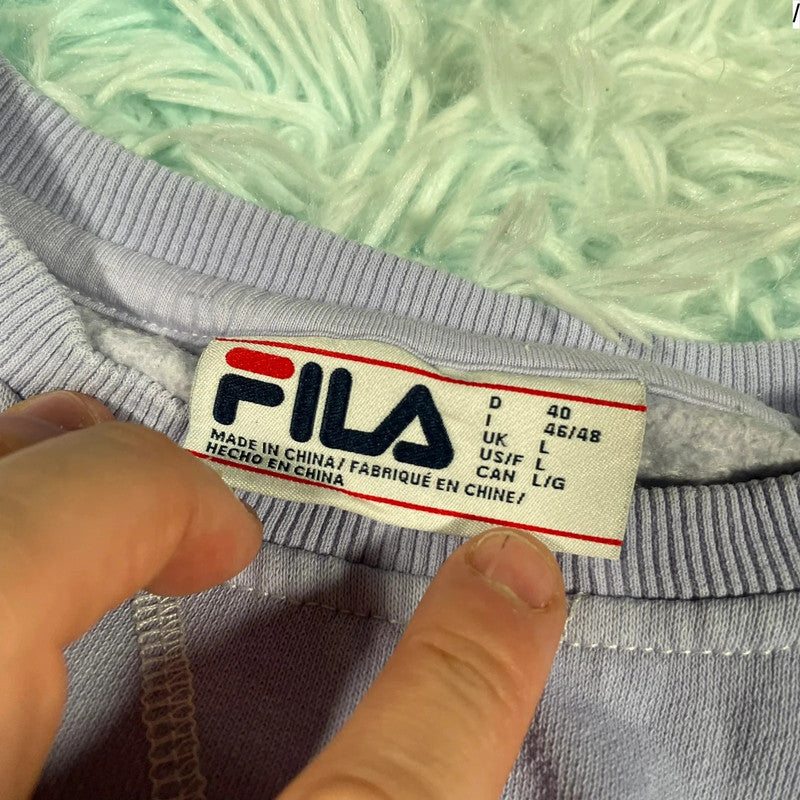 FILA
MADE IN CHINA/ FABRIQUÉ EN CHINE/
HECHO EN CHINA
D 40
I 46/48
UK L
US/F L
CAN L/G
/